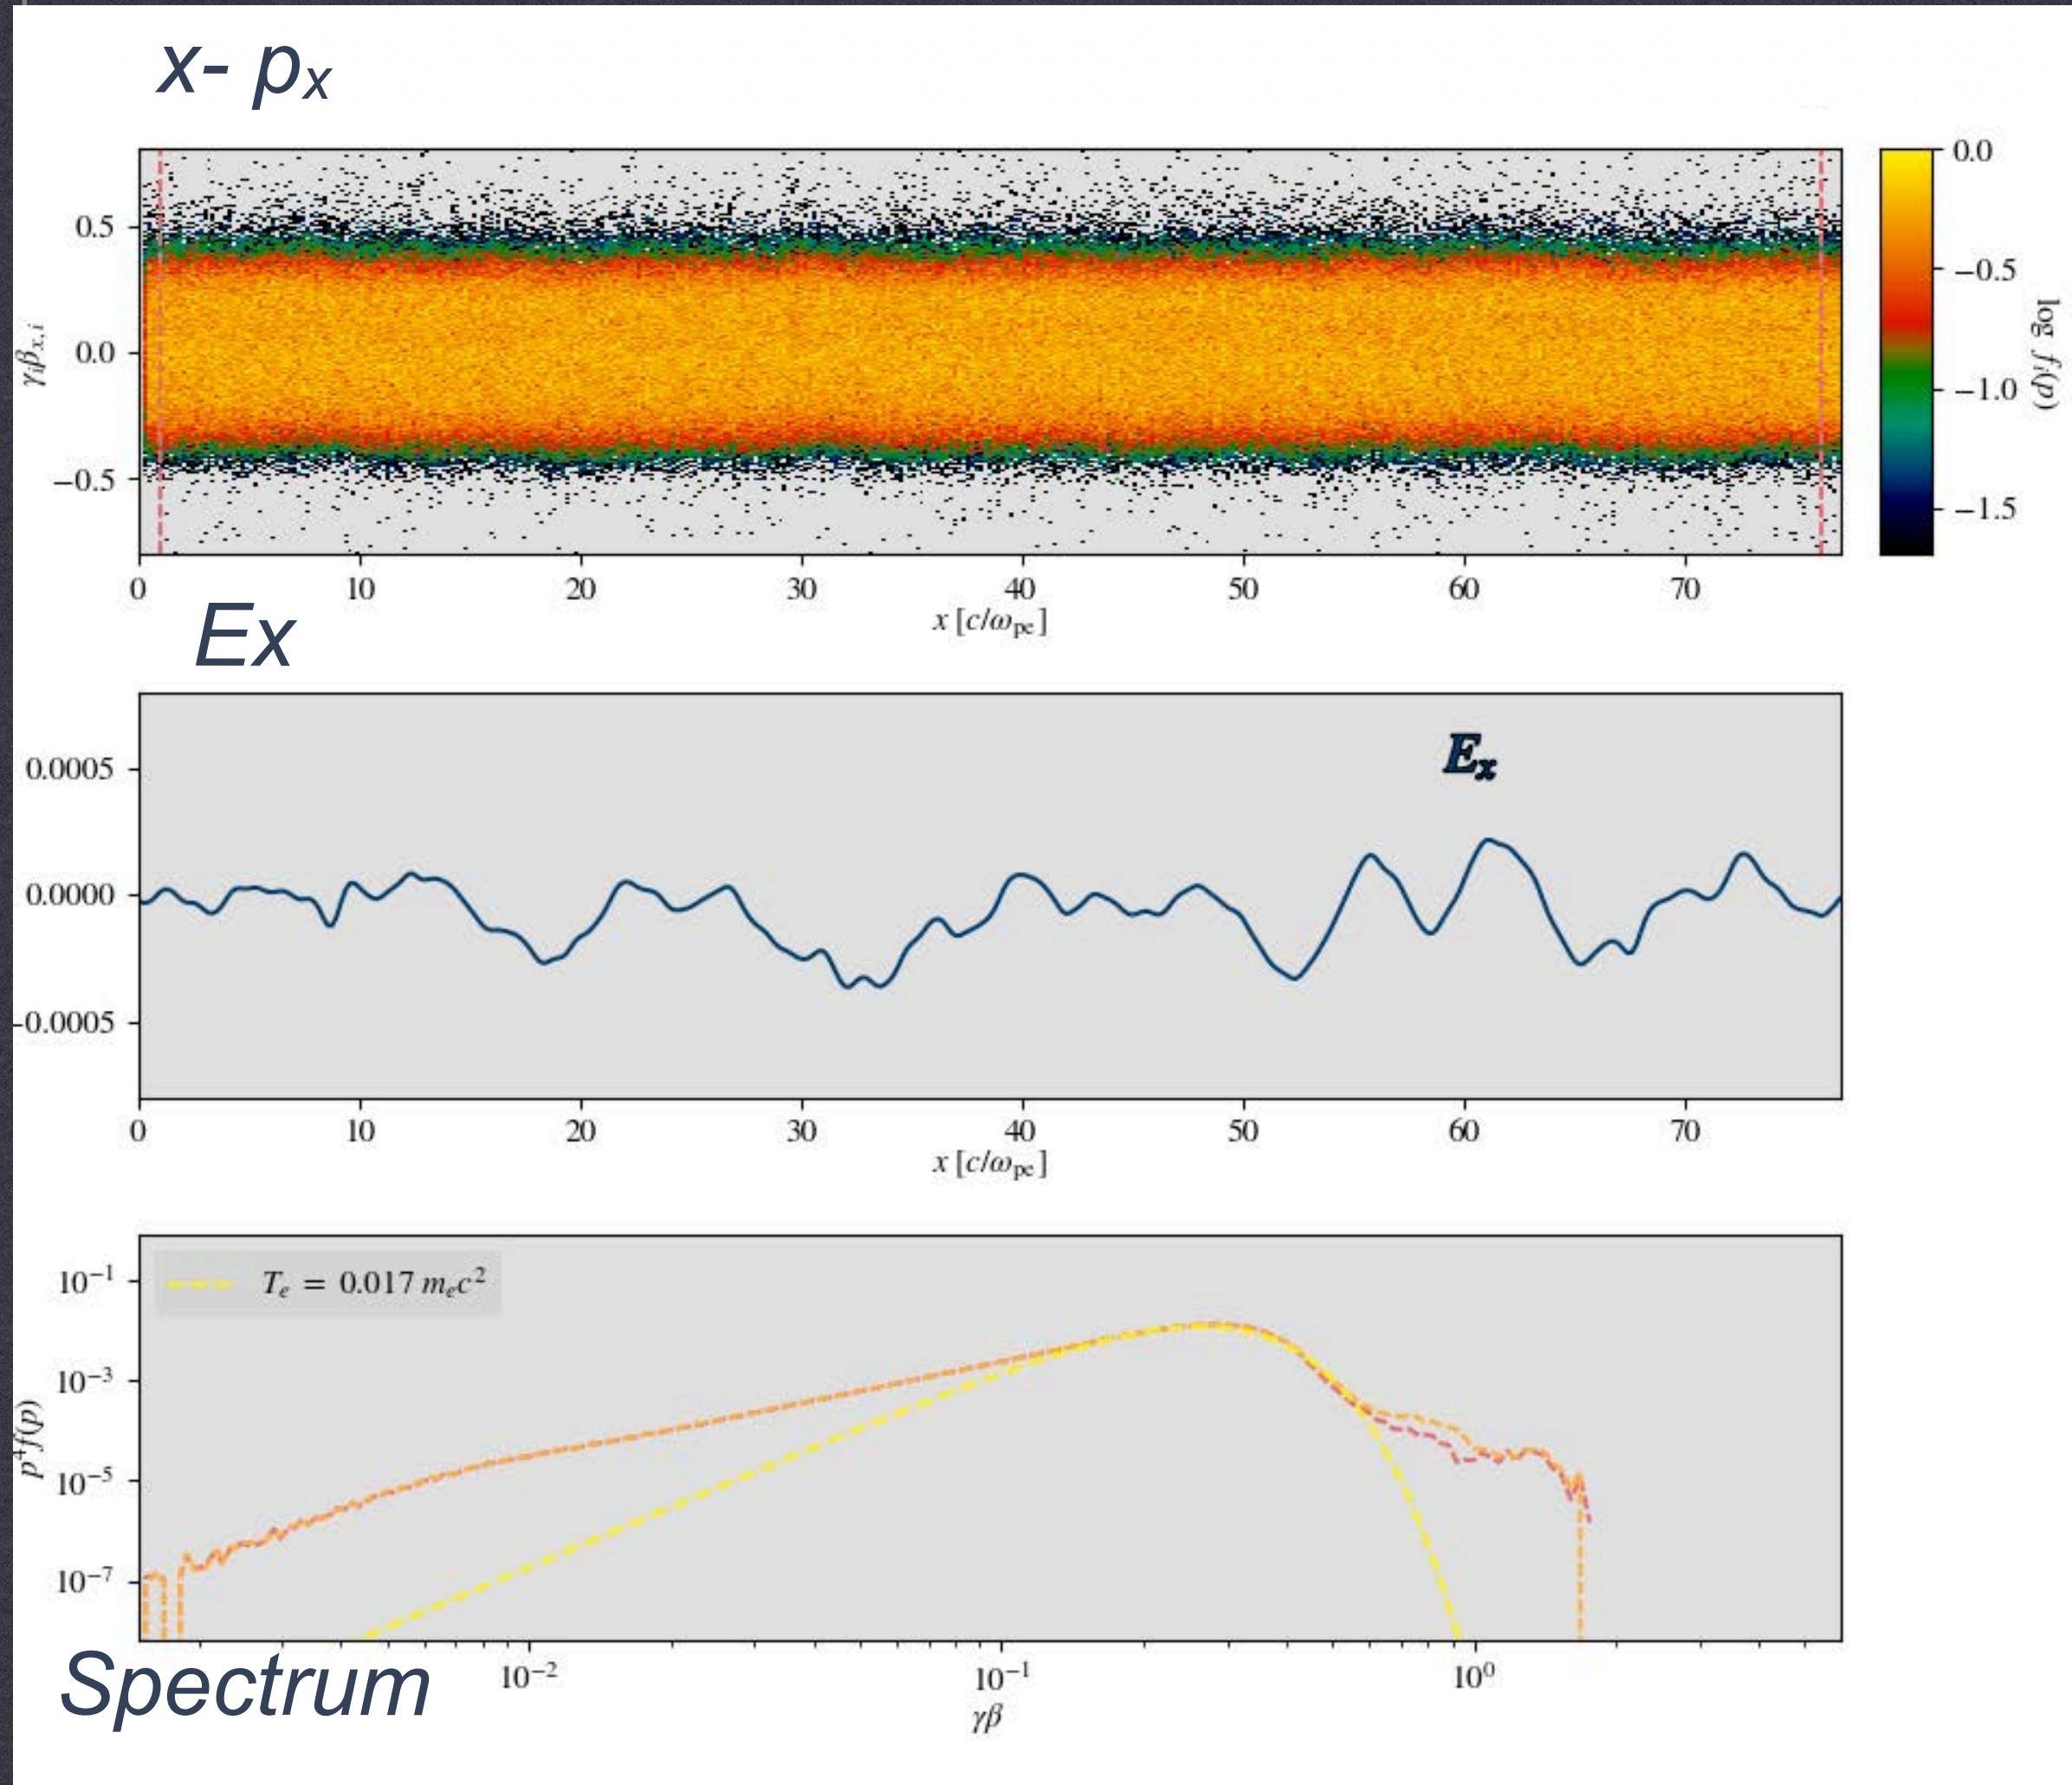 x- pₓ
0.5
0.0
−0.5
γᵢβₓ,ᵢ
0 10 20 30 40 50 60 70
x [c/ωpe]
0.0
−0.5
−1.0
−1.5
log fᵢ(p)
Ex
Eₓ
0.0005
0.0000
−0.0005
0 10 20 30 40 50 60 70
x [c/ωpe]
Tₑ = 0.017 mₑc²
10⁻¹
10⁻³
10⁻⁵
10⁻⁷
p⁴f(p)
10⁻² 10⁻¹ 10⁰
γβ
Spectrum